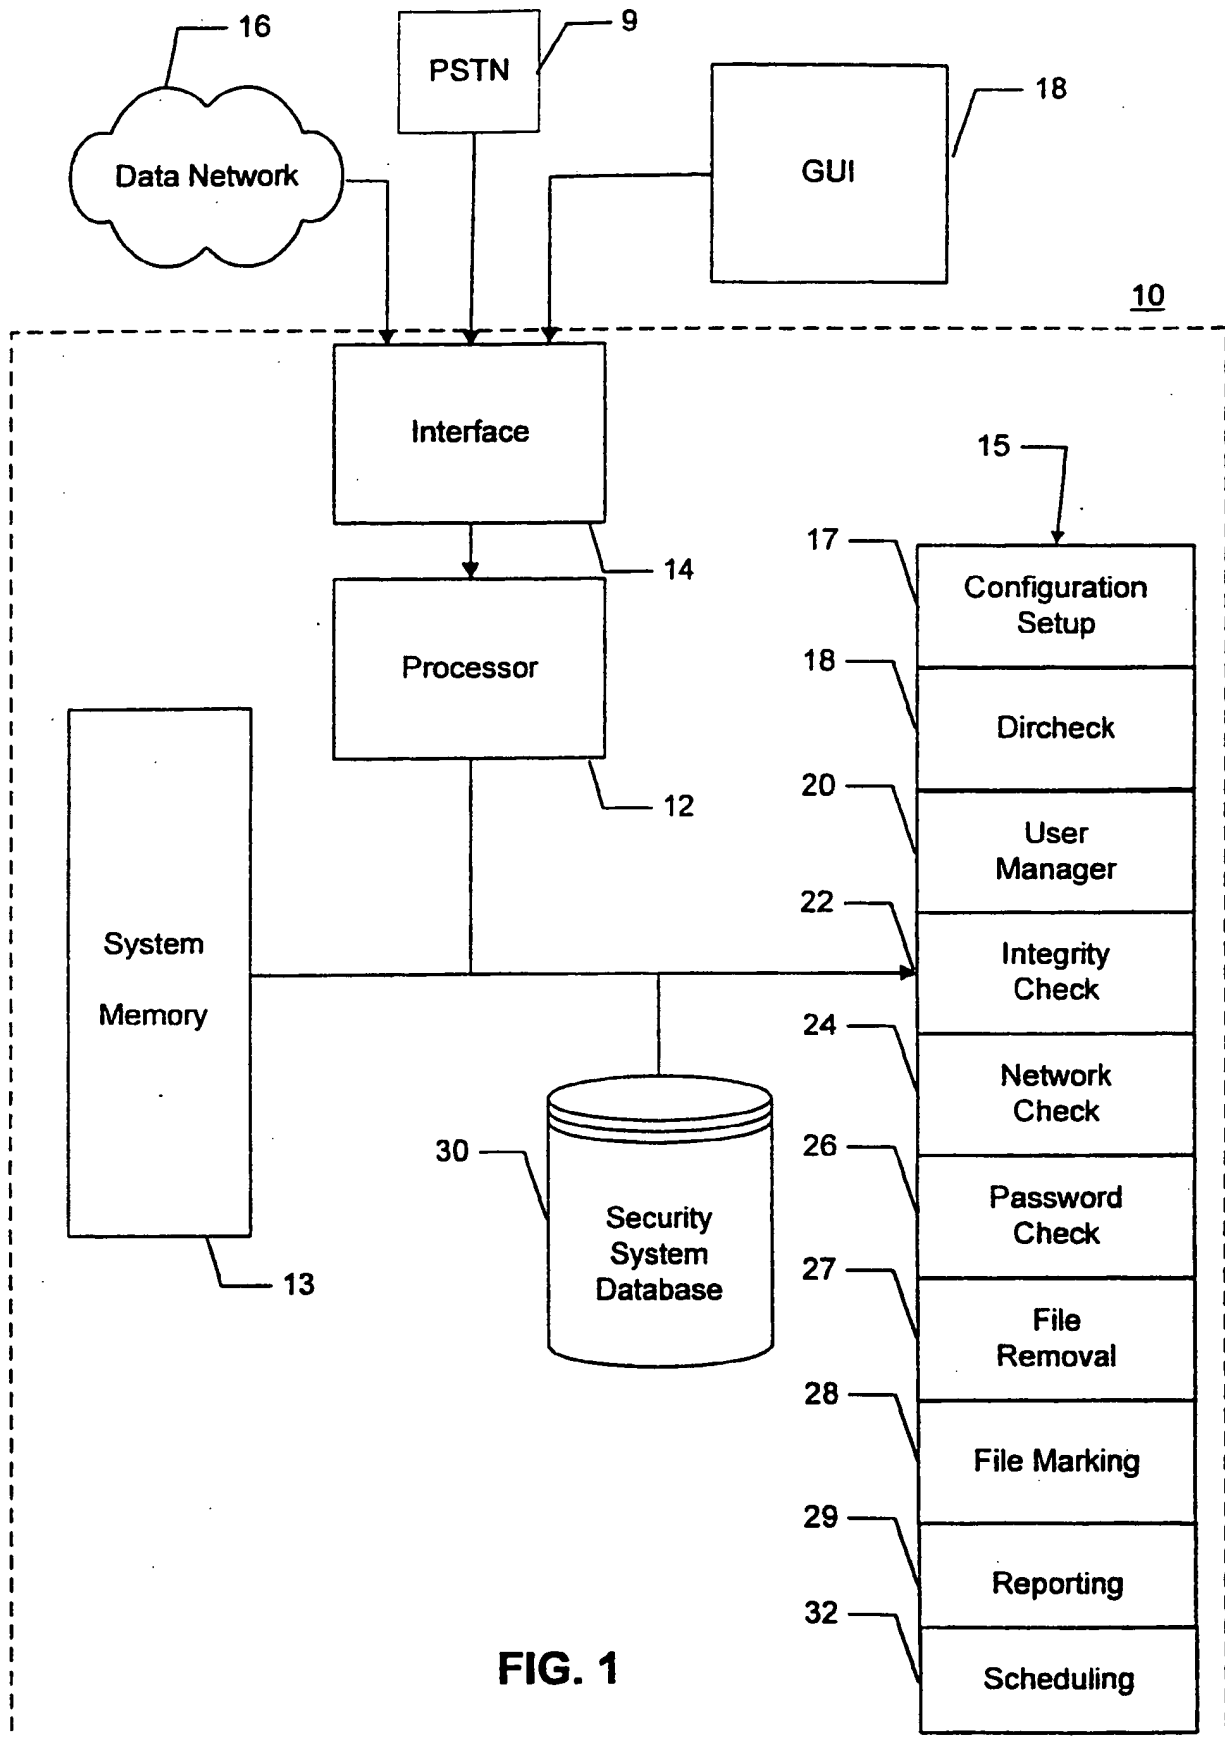 16
9
PSTN
18
Data Network
GUI
10
Interface
15
14
17
Configuration
Setup
Processor
18
Dircheck
12
20
User
Manager
22
System
Memory
Integrity
Check
24
Network
Check
30
26
Password
Check
Security
System
Database
13
27
File
Removal
28
File Marking
29
Reporting
32
Scheduling
FIG. 1